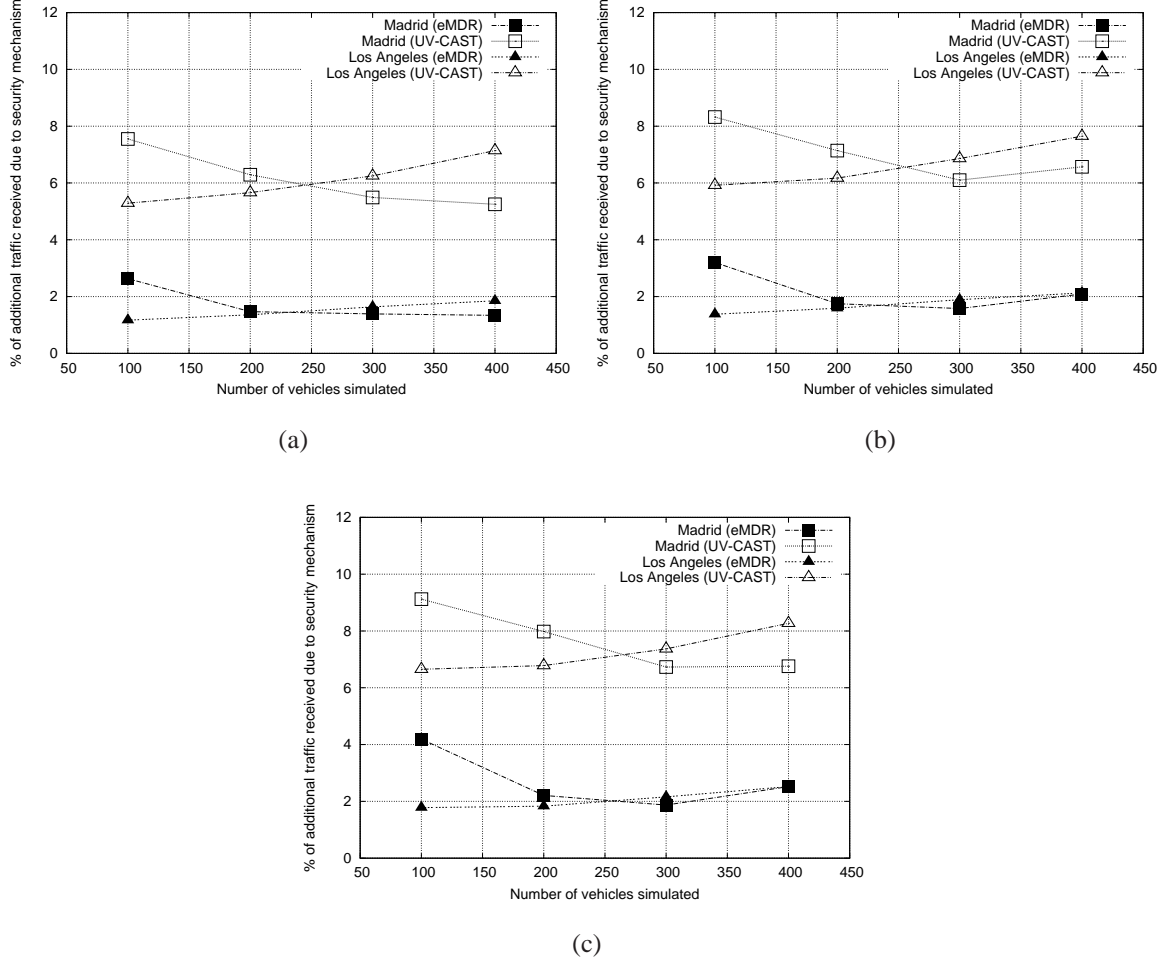 % of additional traffic received due to security mechanism
12
10
8
6
4
2
0
50 100 150 200 250 300 350 400 450
Number of vehicles simulated
Madrid (eMDR)
Madrid (UV-CAST)
Los Angeles (eMDR)
Los Angeles (UV-CAST)
(a)
% of additional traffic received due to security mechanism
12
10
8
6
4
2
0
50 100 150 200 250 300 350 400 450
Number of vehicles simulated
Madrid (eMDR)
Madrid (UV-CAST)
Los Angeles (eMDR)
Los Angeles (UV-CAST)
(b)
% of additional traffic received due to security mechanism
12
10
8
6
4
2
0
50 100 150 200 250 300 350 400 450
Number of vehicles simulated
Madrid (eMDR)
Madrid (UV-CAST)
Los Angeles (eMDR)
Los Angeles (UV-CAST)
(c)